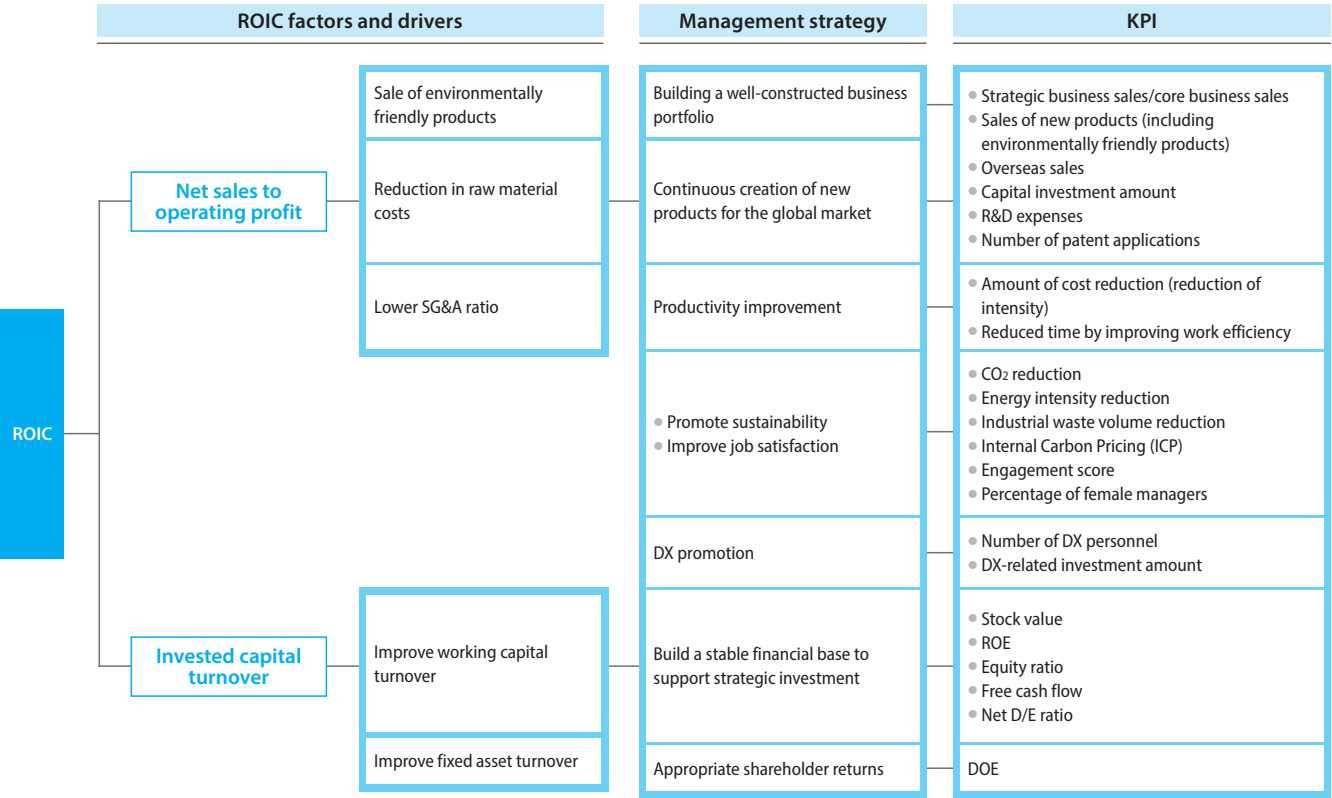 ROIC factors and drivers
Management strategy
KPI
ROIC
Net sales to
operating profit
Invested capital
turnover
Sale of environmentally
friendly products
Reduction in raw material
costs
Lower SG&A ratio
Improve working capital
turnover
Improve fixed asset turnover
Building a well-constructed business
portfolio
Continuous creation of new
products for the global market
Productivity improvement
● Promote sustainability
● Improve job satisfaction
DX promotion
Build a stable financial base to
support strategic investment
Appropriate shareholder returns
● Strategic business sales/core business sales
● Sales of new products (including
environmentally friendly products)
● Overseas sales
● Capital investment amount
● R&D expenses
● Number of patent applications
● Amount of cost reduction (reduction of
intensity)
● Reduced time by improving work efficiency
● CO2 reduction
● Energy intensity reduction
● Industrial waste volume reduction
● Internal Carbon Pricing (ICP)
● Engagement score
● Percentage of female managers
● Number of DX personnel
● DX-related investment amount
● Stock value
● ROE
● Equity ratio
● Free cash flow
● Net D/E ratio
DOE